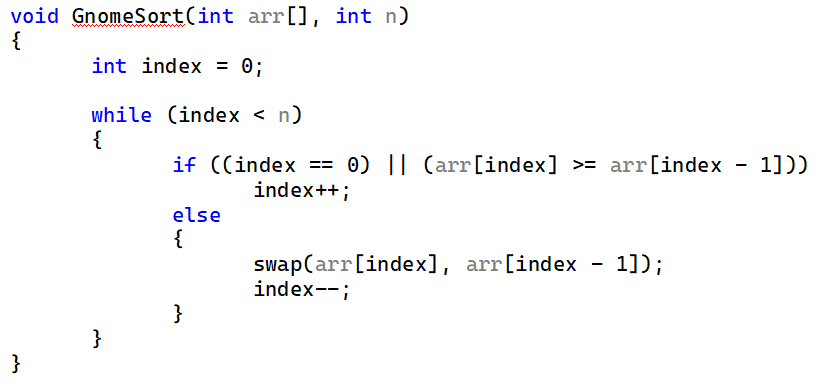 void GnomeSort(int arr[], int n)
{
int index = 0;
while (index < n)
{
if ((index == 0) || (arr[index] >= arr[index - 1]))
index++;
else
{
swap(arr[index], arr[index - 1]);
index--;
}
}
}